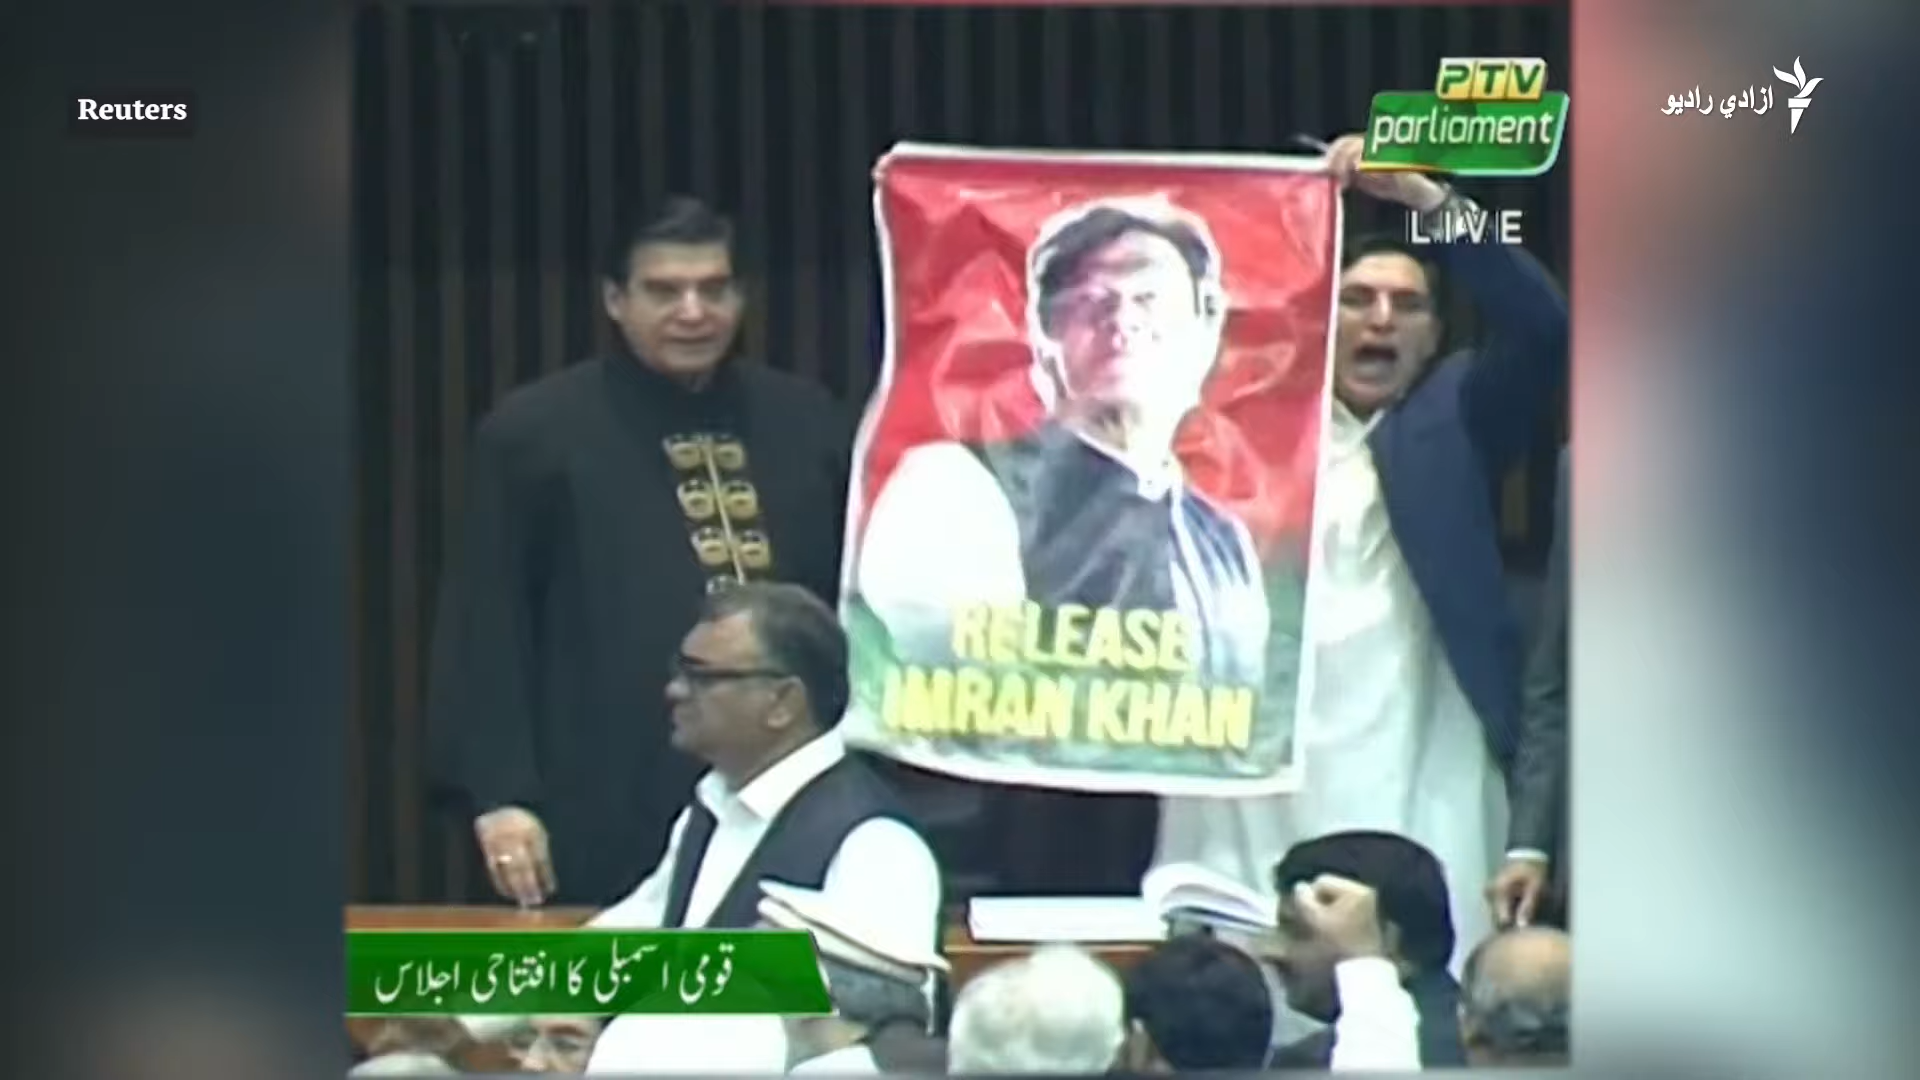 Reuters
PTV
parliament
LIVE
ازادي راديو
RELEASE
IMRAN KHAN
قومی اسمبلی کا افتتاحی اجلاس